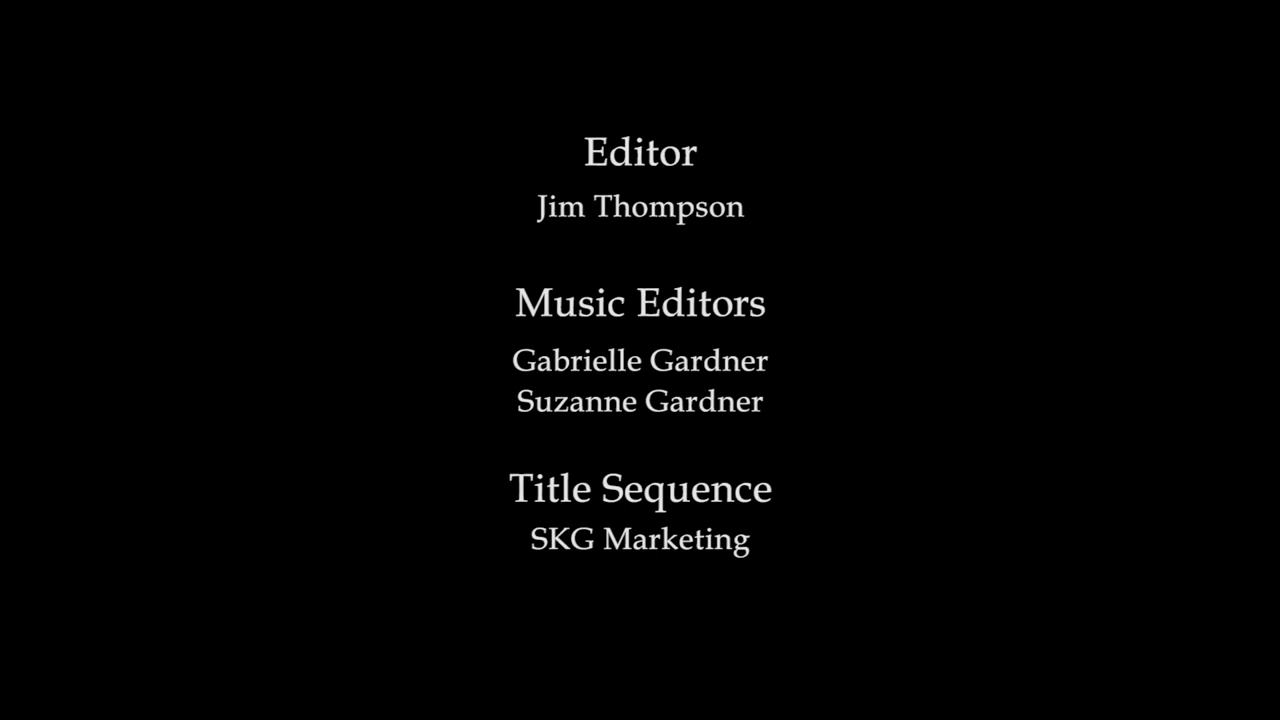 Editor
Jim Thompson
Music Editors
Gabrielle Gardner
Suzanne Gardner
Title Sequence
SKG Marketing